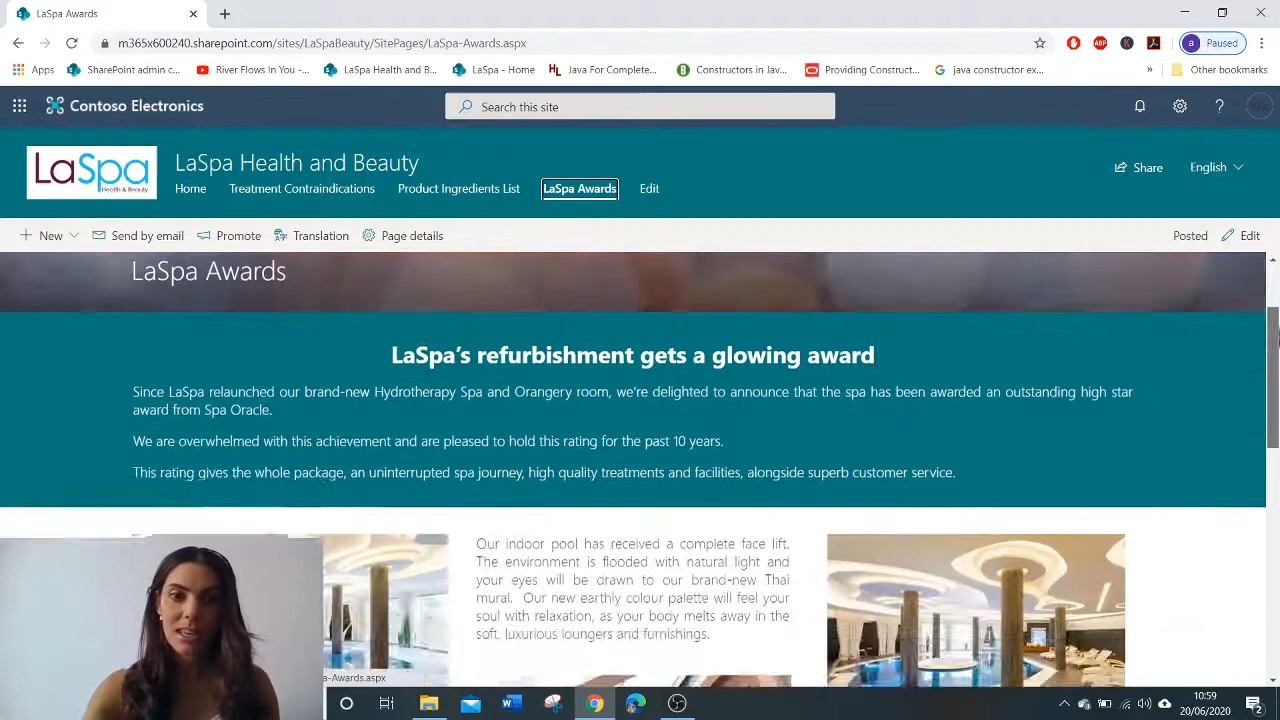 LaSpa Awards
m365x600240.sharepoint.com/sites/LaSpaBeauty/SitePages/LaSpa-Awards.aspx
ABP
a Paused
Apps
SharePoint admin c...
River Flows In You -...
LaSpa Health and B...
LaSpa - Home
HL Java For Complete...
Constructors in Jav...
Providing Construct...
java constructor ex...
»
Other bookmarks
Contoso Electronics
Search this site
?
LaSpa
Health & Beauty
LaSpa Health and Beauty
Share
English
Home
Treatment Contraindications
Product Ingredients List
LaSpa Awards
Edit
New
Send by email
Promote
Translation
Page details
Posted
Edit
LaSpa Awards
LaSpa's refurbishment gets a glowing award
Since LaSpa relaunched our brand-new Hydrotherapy Spa and Orangery room, we're delighted to announce that the spa has been awarded an outstanding high star
award from Spa Oracle.
We are overwhelmed with this achievement and are pleased to hold this rating for the past 10 years.
This rating gives the whole package, an uninterrupted spa journey, high quality treatments and facilities, alongside superb customer service.
Our indoor pool has received a complete face lift.
The environment is flooded with natural light and
your eyes will be drawn to our brand-new Thai
mural. Our new earthly colour palette will feel your
soul with relaxation, as your body melts away in the
soft, luxurious loungers and furnishings.
a-Awards.aspx
10:59
20/06/2020
2